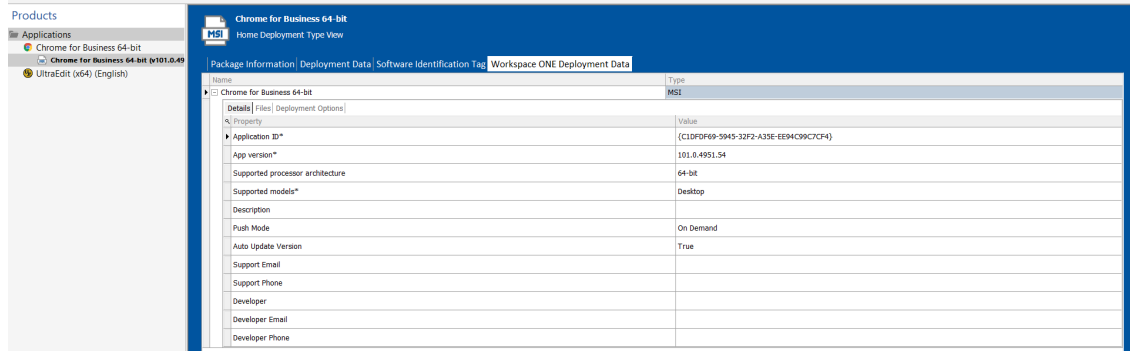 Products
Applications
Chrome for Business 64-bit
Chrome for Business 64-bit (v101.0.49
UltraEdit (x64) (English)
MSI
Chrome for Business 64-bit
Home Deployment Type View
Package Information Deployment Data Software Identification Tag Workspace ONE Deployment Data
Name Type
Chrome for Business 64-bit MSI
Details Files Deployment Options
Property Value
Application ID* {C1DFDF69-5945-32F2-A35E-EE94C99C7CF4}
App version* 101.0.4951.54
Supported processor architecture 64-bit
Supported models* Desktop
Description
Push Mode On Demand
Auto Update Version True
Support Email
Support Phone
Developer
Developer Email
Developer Phone